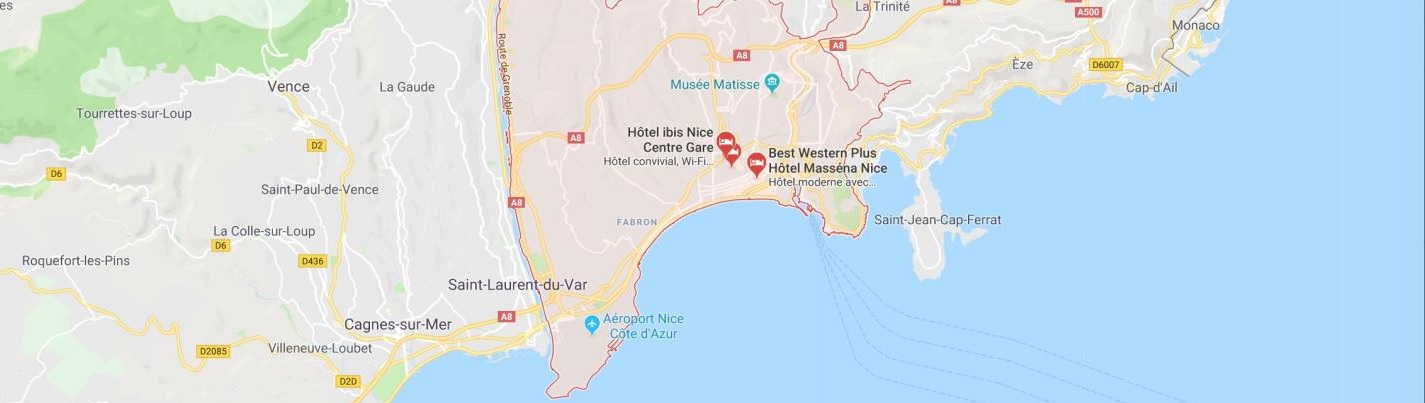 es
La Trinité
A8
A500
Monaco
Route de Grenoble
A8
A8
Èze
D6007
Musée Matisse
Vence
La Gaude
Cap-d'Ail
Tourrettes-sur-Loup
Hôtel ibis Nice
Centre Gare
Hôtel convivial, Wi-Fi...
A8
D2
Best Western Plus
Hôtel Masséna Nice
Hôtel moderne avec...
D6
Saint-Paul-de-Vence
A8
FABRON
Saint-Jean-Cap-Ferrat
La Colle-sur-Loup
D6
Roquefort-les-Pins
D436
Saint-Laurent-du-Var
A8
Aéroport Nice
Côte d'Azur
Cagnes-sur-Mer
D2085
Villeneuve-Loubet
D2D